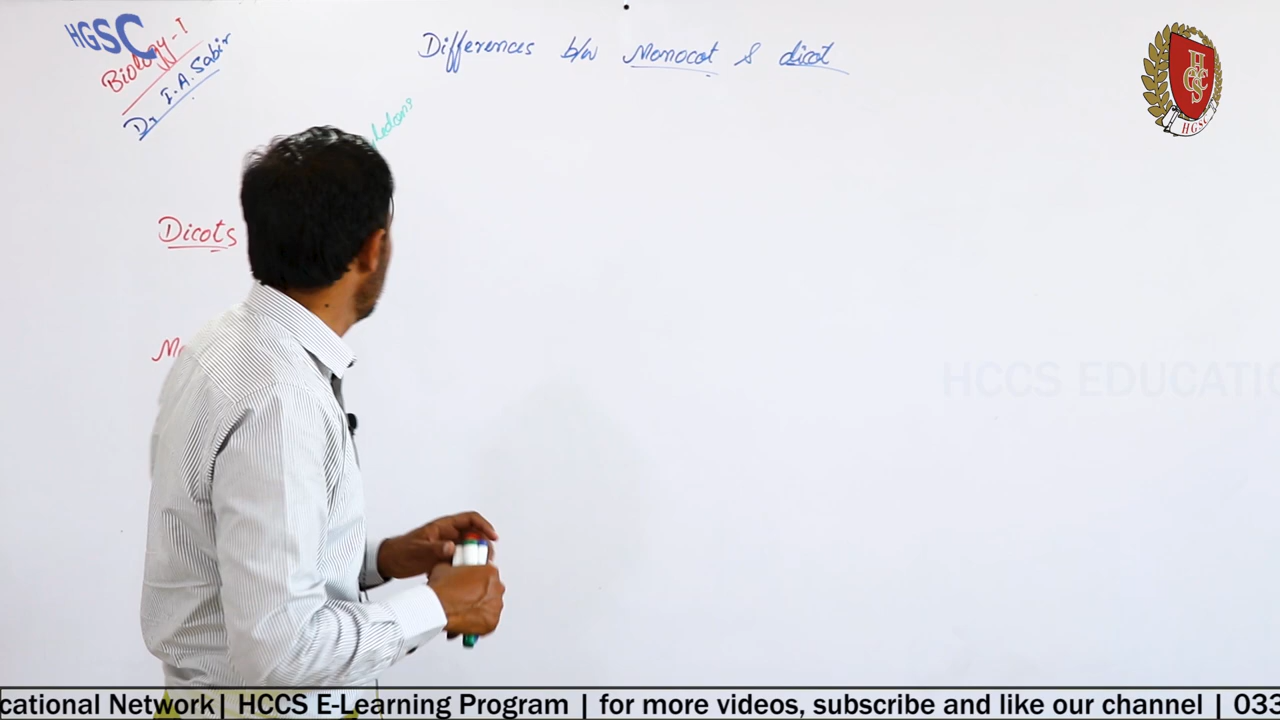 HGSC
Biology-I
Dr I.A. Sabir
Differences b/w Monocot & dicot
Dicots
HGSC
HCCS EDUCATIO
cational Network| HCCS E-Learning Program | for more videos, subscribe and like our channel | 033